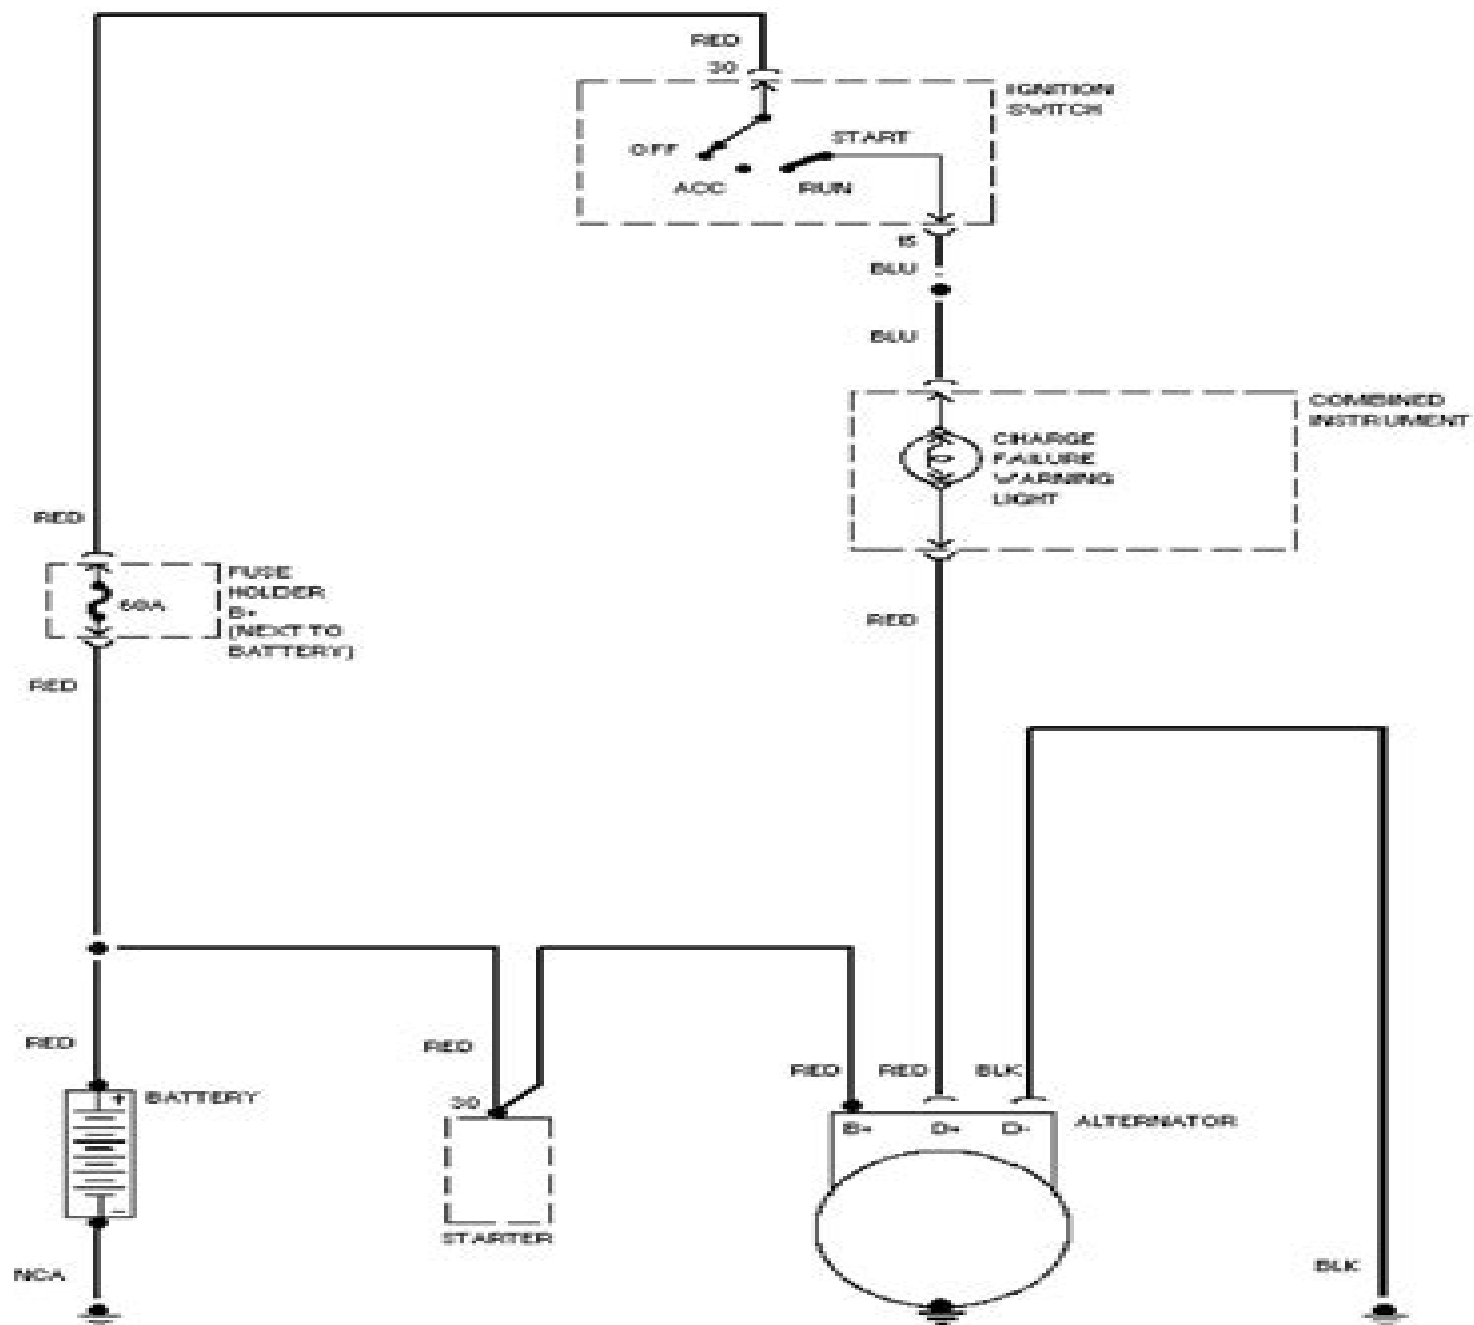 RED
30
IGNITION
SWITCH
START
OFF
ACC
RUN
15
BLU
BLU
COMBINED
INSTRUMENT
CHARGE
FAILURE
WARNING
LIGHT
RED
FUSE
HOLDER
B+
(NEXT TO
BATTERY)
RED
RED
RED
RED
RED
RED
BLK
BATTERY
+
30
B+
D+
D-
ALTERNATOR
-
STARTER
NCA
BLK